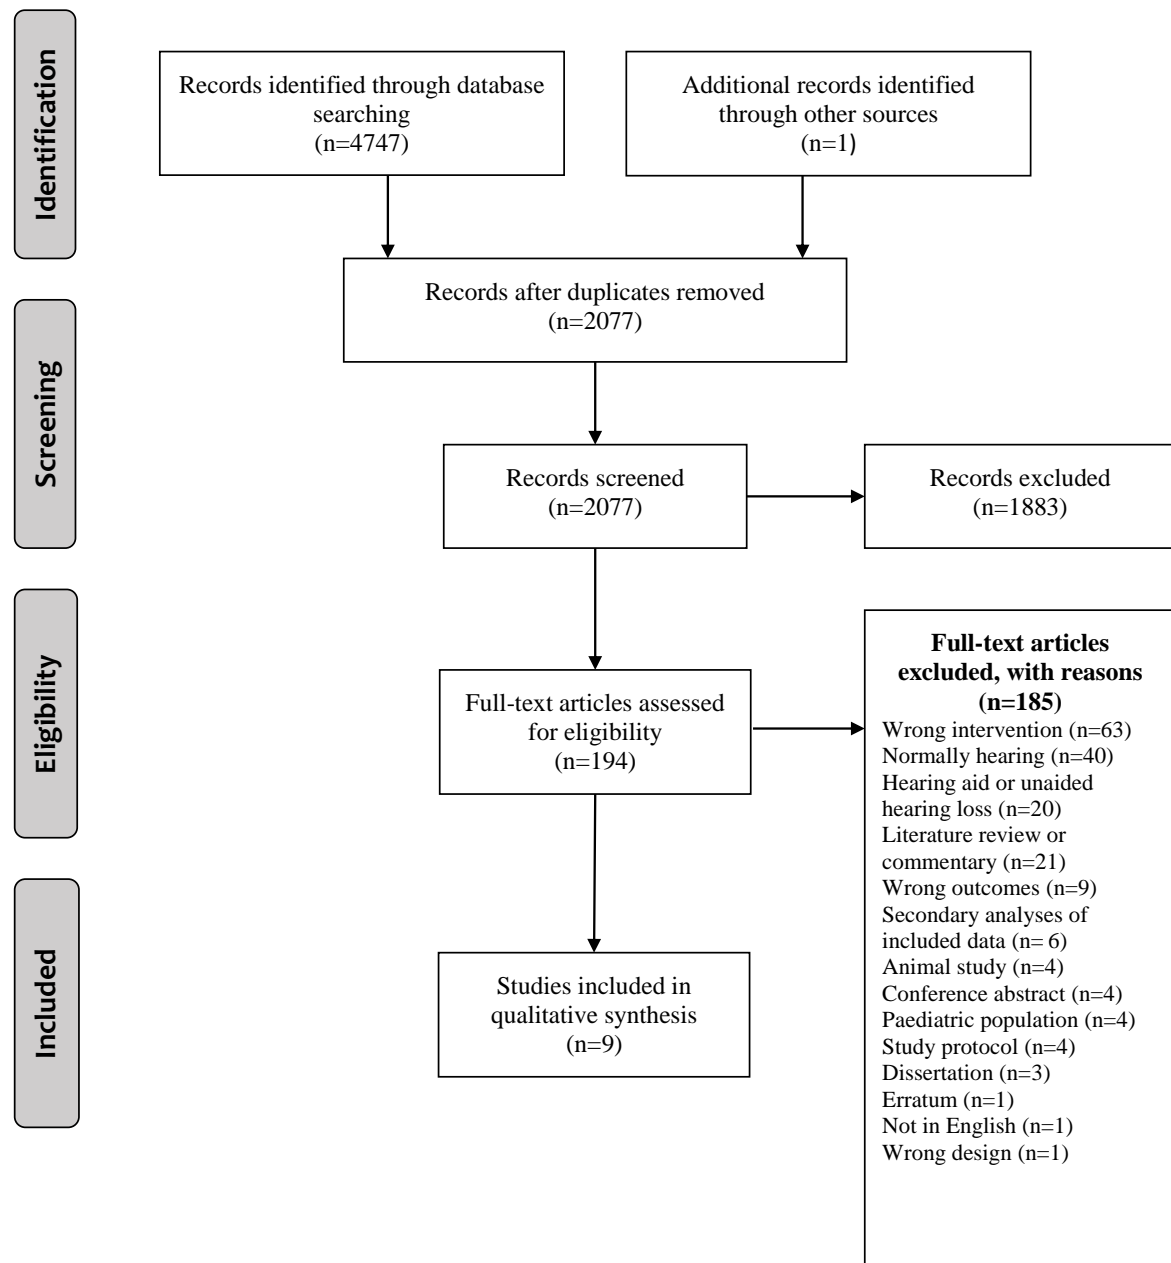 Identification
Records identified through database
searching
(n=4747)
Additional records identified
through other sources
(n=1)
Records after duplicates removed
(n=2077)
Screening
Records screened
(n=2077)
Records excluded
(n=1883)
Eligibility
Full-text articles assessed
for eligibility
(n=194)
Full-text articles
excluded, with reasons
(n=185)
Wrong intervention (n=63)
Normally hearing (n=40)
Hearing aid or unaided
hearing loss (n=20)
Literature review or
commentary (n=21)
Wrong outcomes (n=9)
Secondary analyses of
included data (n= 6)
Animal study (n=4)
Conference abstract (n=4)
Paediatric population (n=4)
Study protocol (n=4)
Dissertation (n=3)
Erratum (n=1)
Not in English (n=1)
Wrong design (n=1)
Included
Studies included in
qualitative synthesis
(n=9)